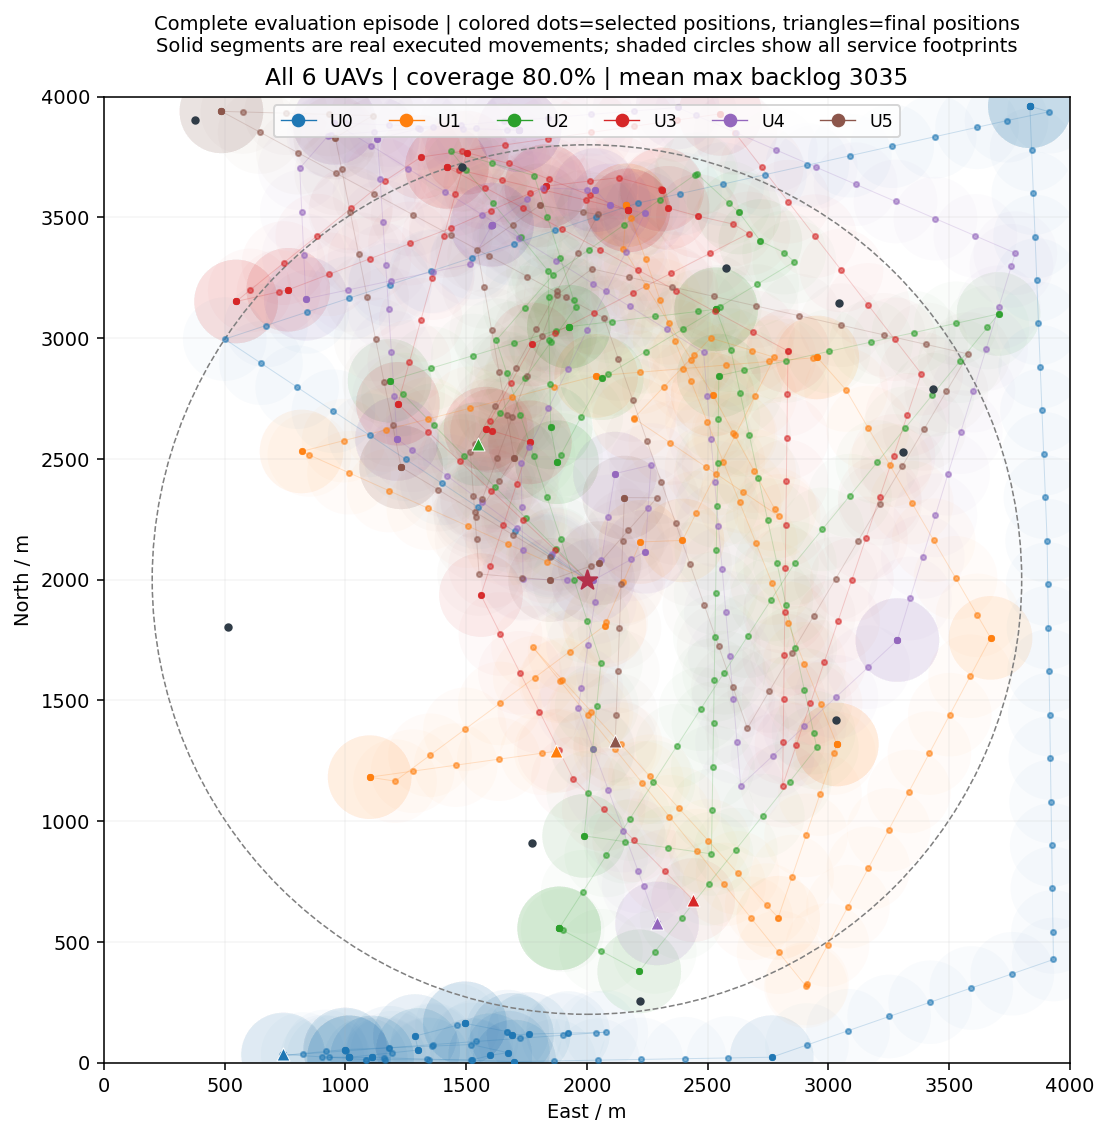 Complete evaluation episode | colored dots=selected positions, triangles=final positions
Solid segments are real executed movements; shaded circles show all service footprints
All 6 UAVs | coverage 80.0% | mean max backlog 3035
U0 U1 U2 U3 U4 U5
4000
3500
3000
2500
2000
1500
1000
500
0
North / m
0 500 1000 1500 2000 2500 3000 3500 4000
East / m